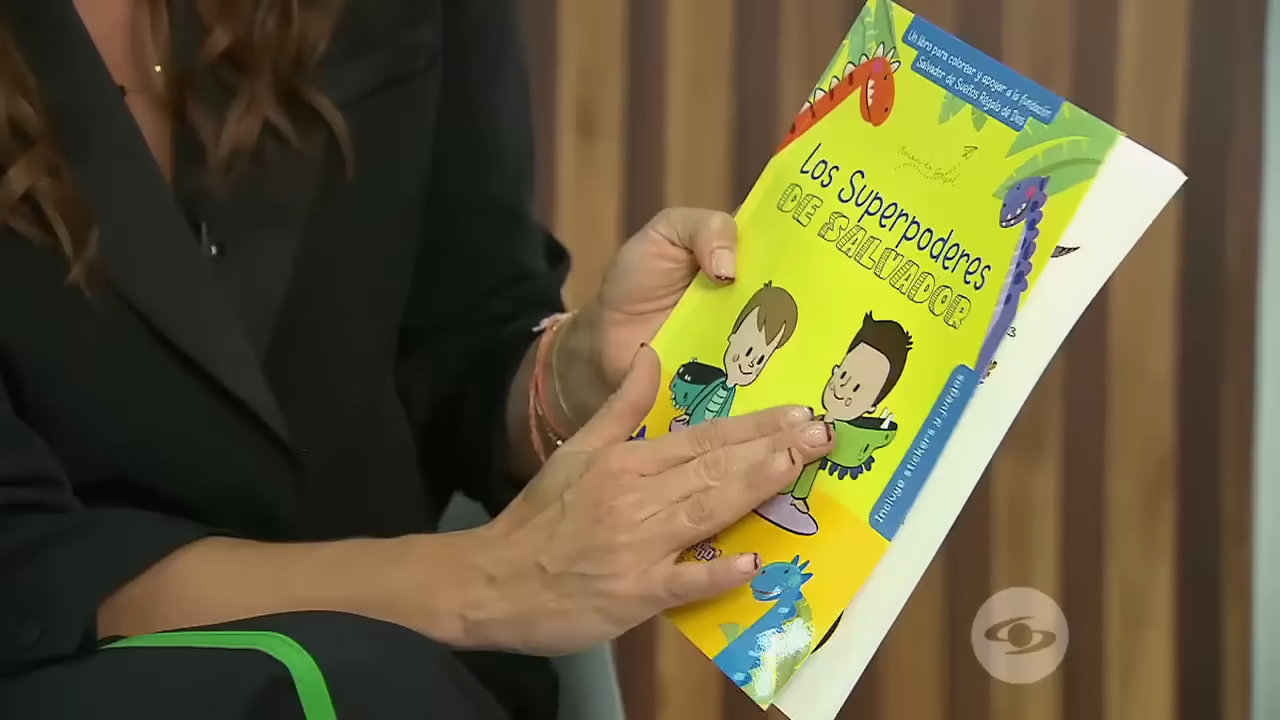 Un libro para colorear y apoyar a la fundación
Salvador de Sueños Regalo de Dios
Los Superpoderes
DE SALVADOR
Incluye stickers y juegos